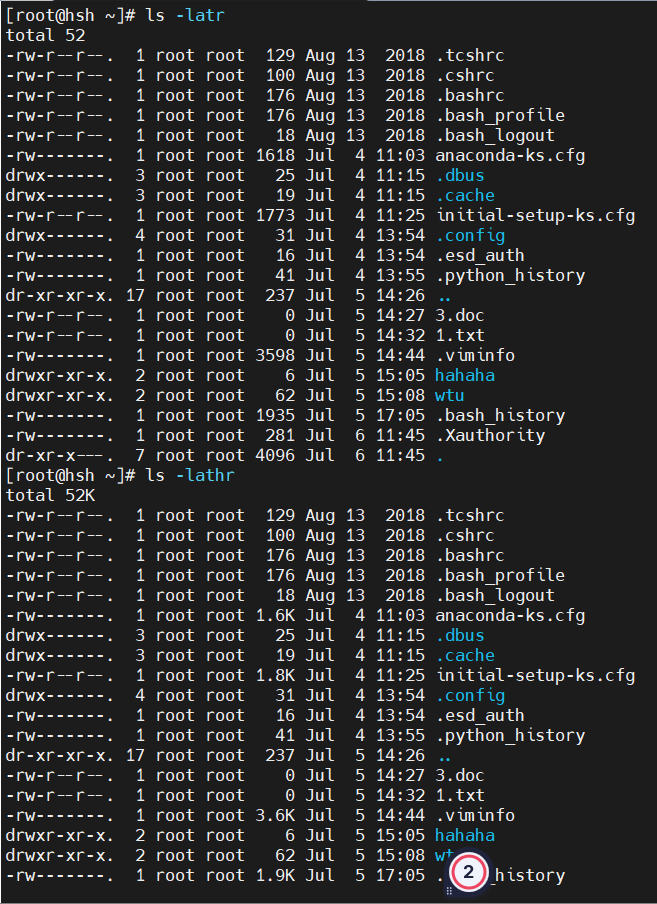 [root@hsh ~]# ls -latr
total 52
-rw-r--r--.  1 root root  129 Aug 13  2018 .tcshrc
-rw-r--r--.  1 root root  100 Aug 13  2018 .cshrc
-rw-r--r--.  1 root root  176 Aug 13  2018 .bashrc
-rw-r--r--.  1 root root  176 Aug 13  2018 .bash_profile
-rw-r--r--.  1 root root   18 Aug 13  2018 .bash_logout
-rw-------.  1 root root 1618 Jul  4 11:03 anaconda-ks.cfg
drwx------.  3 root root   25 Jul  4 11:15 .dbus
drwx------.  3 root root   19 Jul  4 11:15 .cache
-rw-r--r--.  1 root root 1773 Jul  4 11:25 initial-setup-ks.cfg
drwx------.  4 root root   31 Jul  4 13:54 .config
-rw-------.  1 root root   16 Jul  4 13:54 .esd_auth
-rw-------.  1 root root   41 Jul  4 13:55 .python_history
dr-xr-xr-x. 17 root root  237 Jul  5 14:26 ..
-rw-r--r--.  1 root root    0 Jul  5 14:27 3.doc
-rw-r--r--.  1 root root    0 Jul  5 14:32 1.txt
-rw-------.  1 root root 3598 Jul  5 14:44 .viminfo
drwxr-xr-x.  2 root root    6 Jul  5 15:05 hahaha
drwxr-xr-x.  2 root root   62 Jul  5 15:08 wtu
-rw-------.  1 root root 1935 Jul  5 17:05 .bash_history
-rw-------.  1 root root  281 Jul  6 11:45 .Xauthority
dr-xr-x---.  7 root root 4096 Jul  6 11:45 .
[root@hsh ~]# ls -lathr
total 52K
-rw-r--r--.  1 root root  129 Aug 13  2018 .tcshrc
-rw-r--r--.  1 root root  100 Aug 13  2018 .cshrc
-rw-r--r--.  1 root root  176 Aug 13  2018 .bashrc
-rw-r--r--.  1 root root  176 Aug 13  2018 .bash_profile
-rw-r--r--.  1 root root   18 Aug 13  2018 .bash_logout
-rw-------.  1 root root 1.6K Jul  4 11:03 anaconda-ks.cfg
drwx------.  3 root root   25 Jul  4 11:15 .dbus
drwx------.  3 root root   19 Jul  4 11:15 .cache
-rw-r--r--.  1 root root 1.8K Jul  4 11:25 initial-setup-ks.cfg
drwx------.  4 root root   31 Jul  4 13:54 .config
-rw-------.  1 root root   16 Jul  4 13:54 .esd_auth
-rw-------.  1 root root   41 Jul  4 13:55 .python_history
dr-xr-xr-x. 17 root root  237 Jul  5 14:26 ..
-rw-r--r--.  1 root root    0 Jul  5 14:27 3.doc
-rw-r--r--.  1 root root    0 Jul  5 14:32 1.txt
-rw-------.  1 root root 3.6K Jul  5 14:44 .viminfo
drwxr-xr-x.  2 root root    6 Jul  5 15:05 hahaha
drwxr-xr-x.  2 root root   62 Jul  5 15:08
-rw-------.  1 root root 1.9K Jul  5 17:05 _history
2